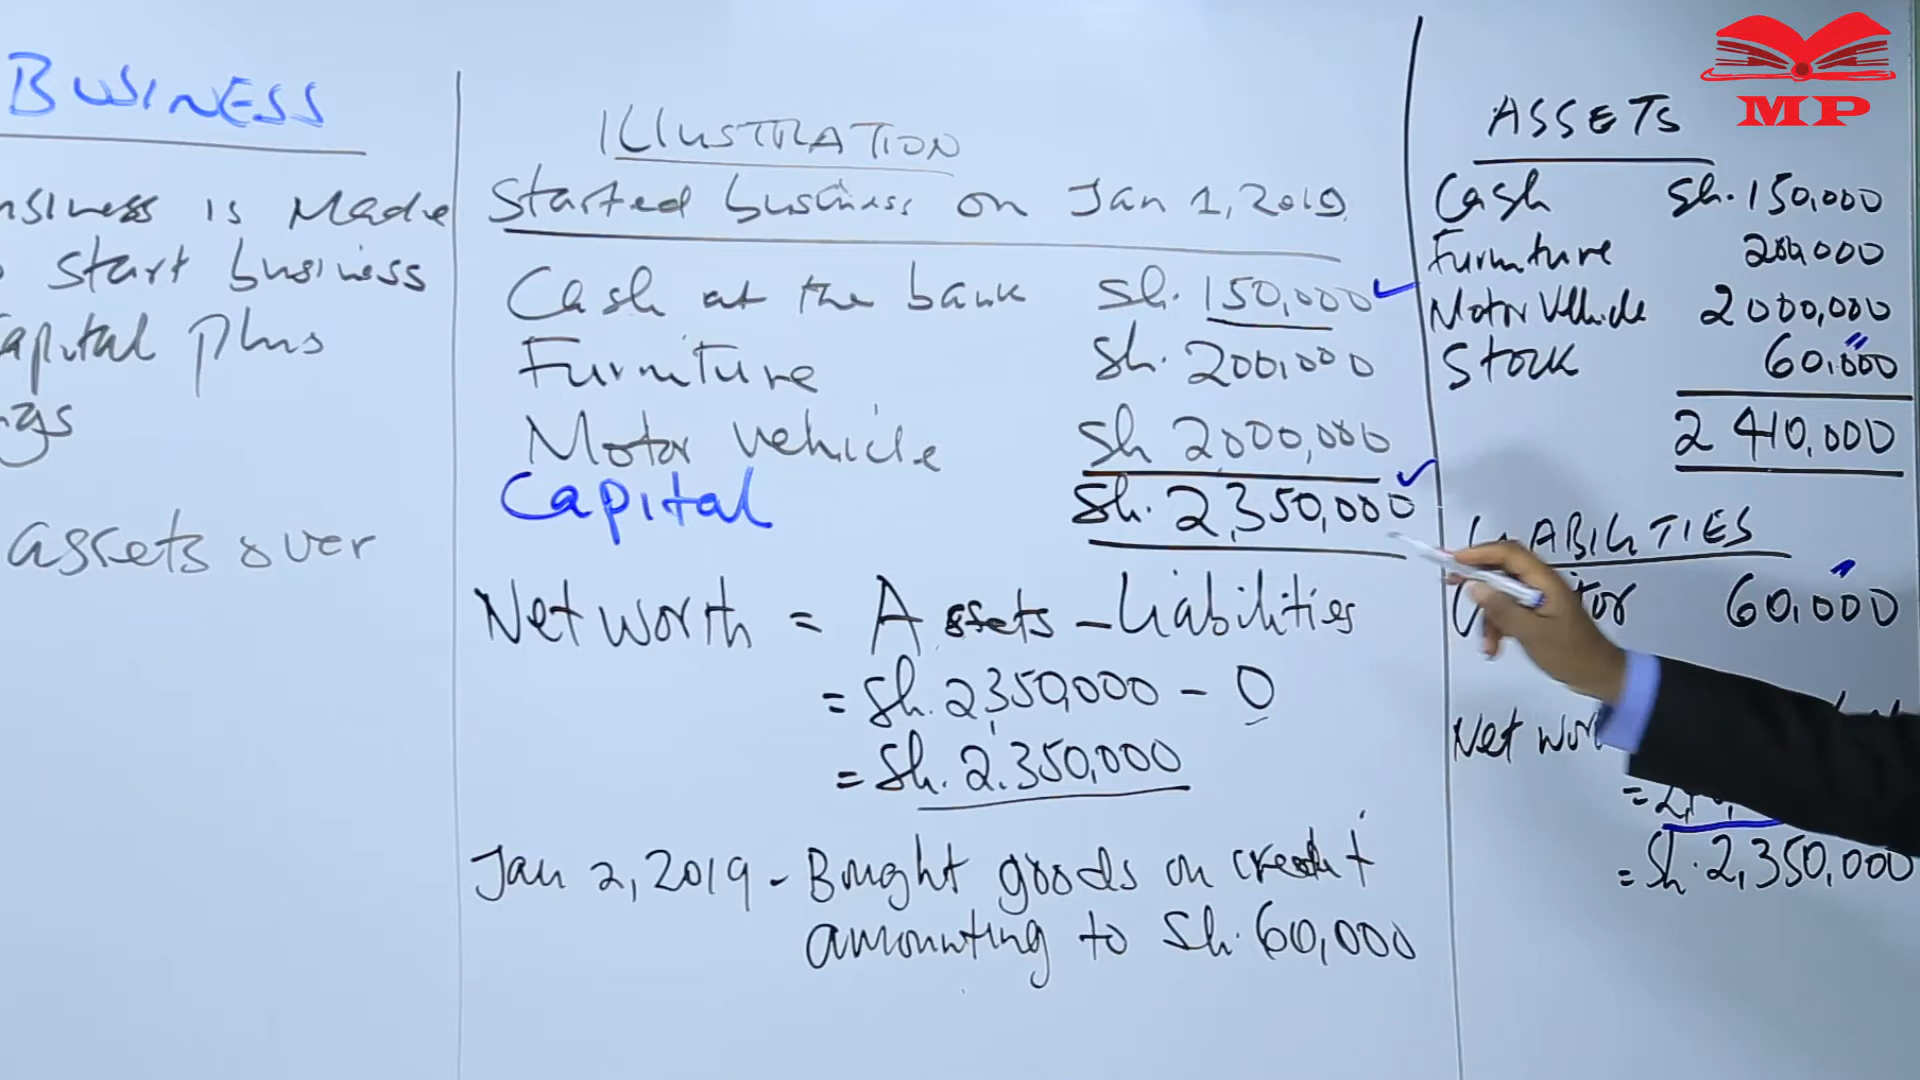 BUSINESS
is Made
start business
plus
assets over
ILLUSTRATION
Started business on Jan 1, 2019.
Cash at the bank Sh. 150,000
Furniture Sh. 200,000
Motor vehicle Sh 2,000,000
Capital Sh. 2,350,000
Net worth = Assets - Liabilities
= Sh. 2,350,000 - 0
= Sh. 2.350,000
Jan 2, 2019 - Bought goods on credit
amounting to Sh. 60,000
MP
ASSETS
Cash Sh. 150,000
Furniture 200,000
Motor Vehicle 2000,000
Stock 60,000
2 410,000
60,000
Net
= Sh. 2,350,000